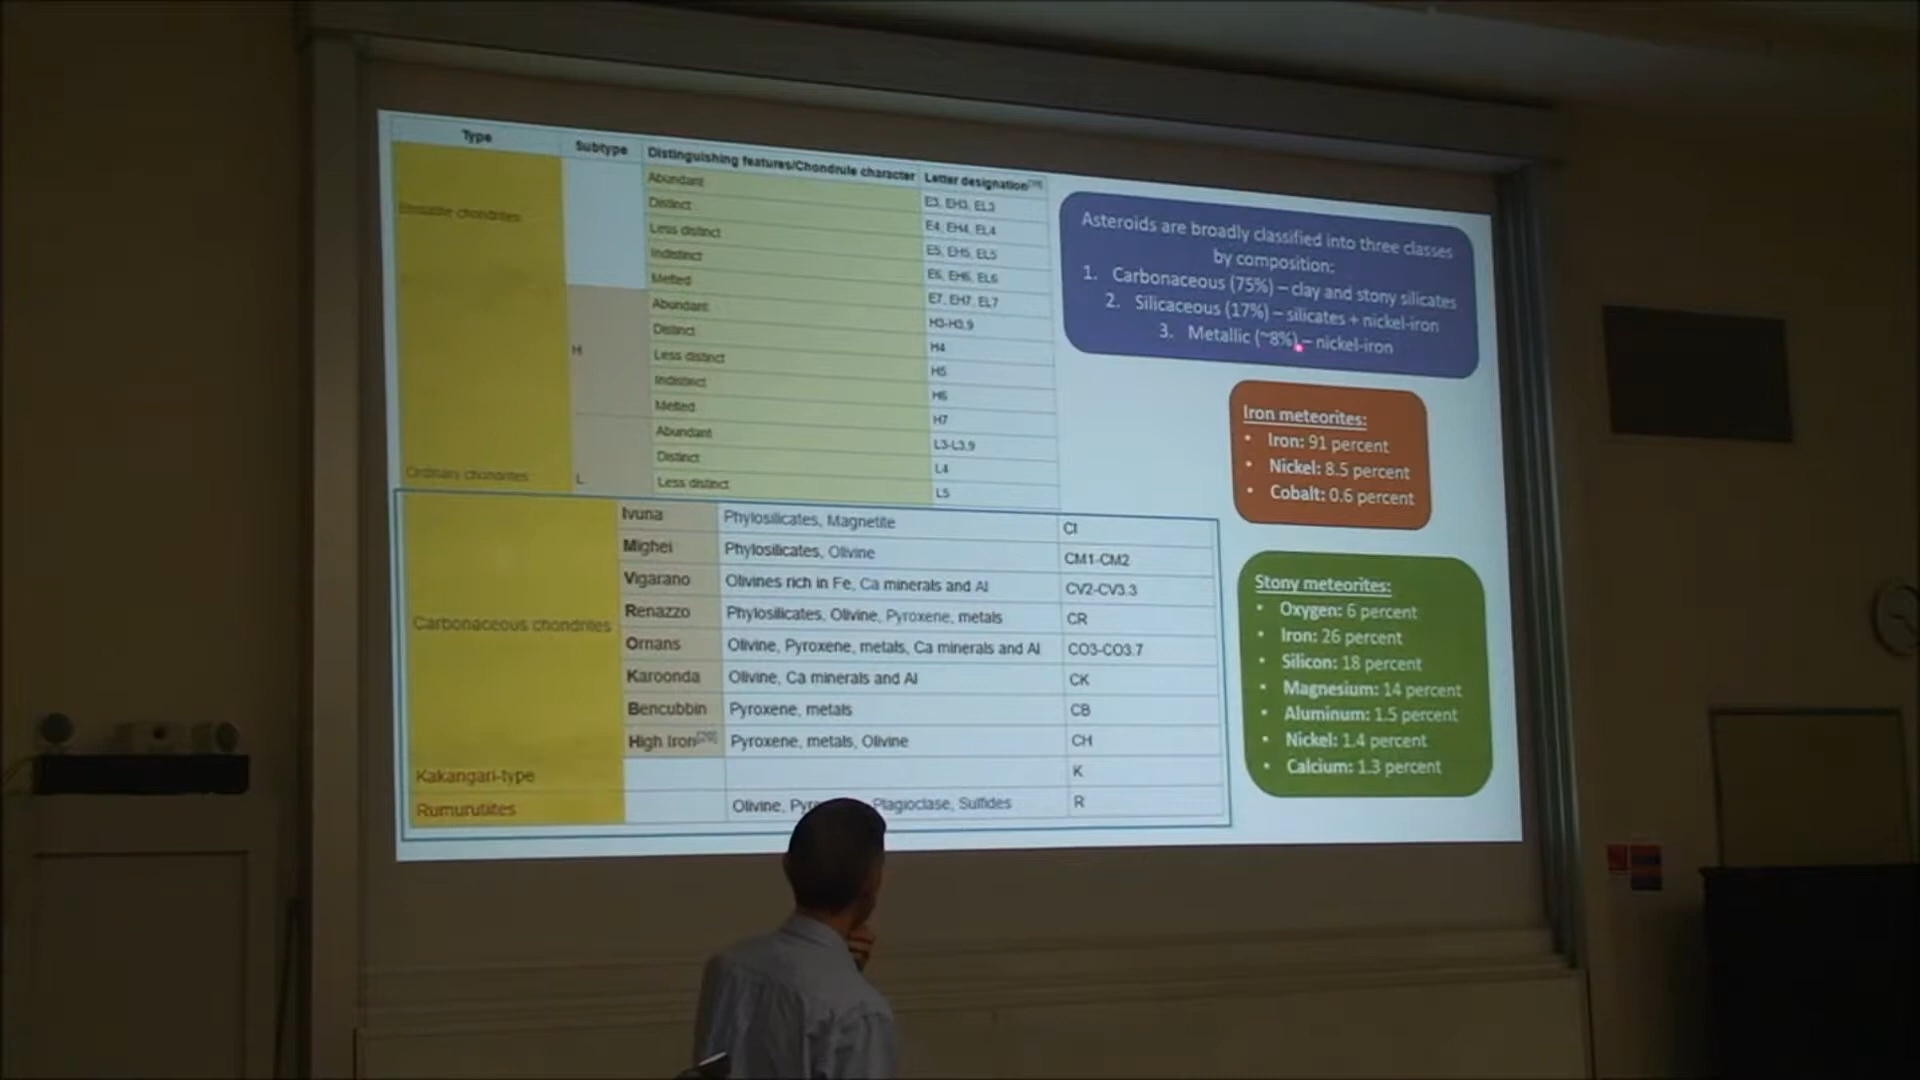 Type Subtype Distinguishing features/Chondrule character Letter designation
Enstatite chondrites
Abundant E3, EH3, EL3
Distinct E4, EH4, EL4
Less distinct E5, EH5, EL5
Indistinct E6, EH6, EL6
Melted E7, EH7, EL7
Ordinary chondrites
H Abundant H3-H3.9
Distinct H4
Less distinct H5
Indistinct H6
Melted H7
L Abundant L3-L3.9
Distinct L4
Less distinct L5
Carbonaceous chondrites
Ivuna Phylosilicates, Magnetite CI
Mighei Phylosilicates, Olivine CM1-CM2
Vigarano Olivines rich in Fe, Ca minerals and Al CV2-CV3.3
Renazzo Phylosilicates, Olivine, Pyroxene, metals CR
Ornans Olivine, Pyroxene, metals, Ca minerals and Al CO3-CO3.7
Karoonda Olivine, Ca minerals and Al CK
Bencubbin Pyroxene, metals CB
High Iron[20] Pyroxene, metals, Olivine CH
Kakangari-type K
Rumurutiites Olivine, Plagioclase, Sulfides R
Asteroids are broadly classified into three classes
by composition:
1. Carbonaceous (75%) – clay and stony silicates
2. Silicaceous (17%) – silicates + nickel-iron
3. Metallic (~8%) – nickel-iron
Iron meteorites:
• Iron: 91 percent
• Nickel: 8.5 percent
• Cobalt: 0.6 percent
Stony meteorites:
• Oxygen: 6 percent
• Iron: 26 percent
• Silicon: 18 percent
• Magnesium: 14 percent
• Aluminum: 1.5 percent
• Nickel: 1.4 percent
• Calcium: 1.3 percent